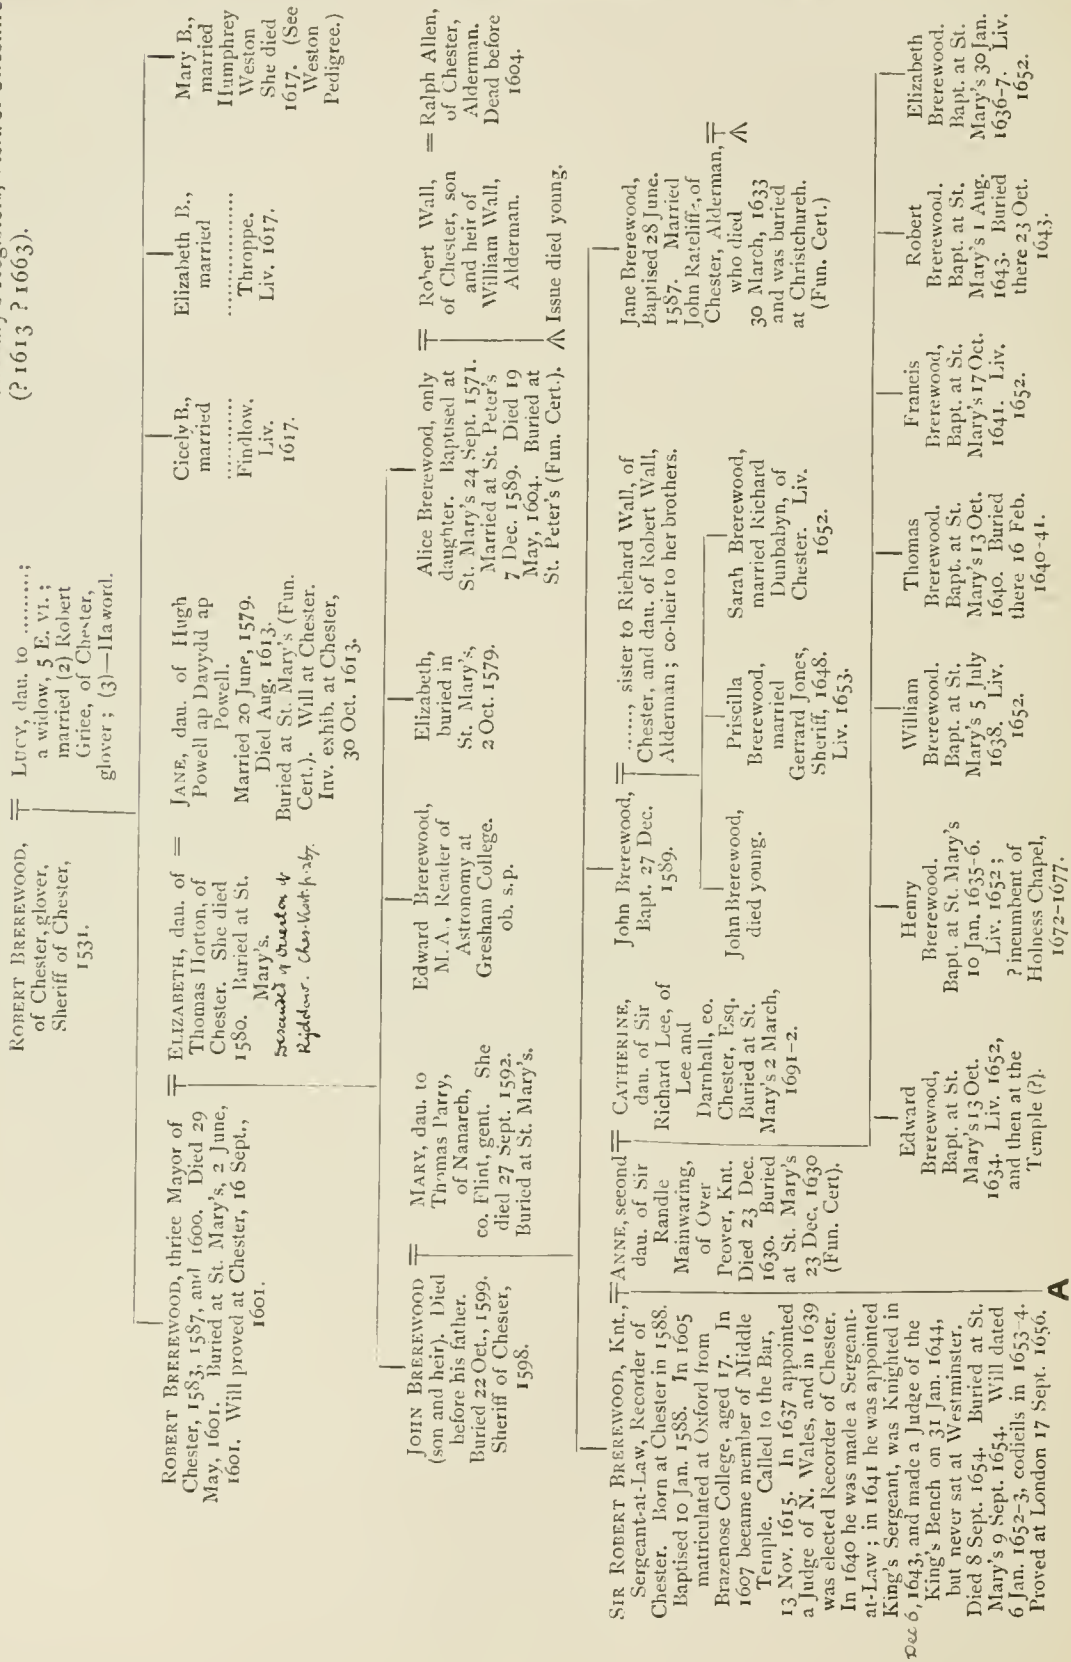 (? 1613 ? 1663).
ROBERT BREREWOOD,
of Chester, glover,
Sheriff of Chester,
1531.
=
LUCY, dau. to ........;
a widow, 5 E. VI.;
married (2) Robert
Grice, of Chester,
glover; (3)—Haword.
ROBERT BREREWOOD, thrice Mayor of
Chester, 1583, 1587, and 1600. Died 29
May, 1601. Buried at St. Mary's, 2 June,
1601. Will proved at Chester, 16 Sept.,
1601.
=
ELIZABETH, dau. of
Thomas Horton, of
Chester. She died
1580. Buried at St.
Mary's.
=
JANE, dau. of Hugh
Powell ap Davydd ap
Powell.
Married 20 June, 1579.
Died Aug. 1613.
Buried at St. Mary's (Fun.
Cert.). Will at Chester.
Inv. exhib. at Chester,
30 Oct. 1613.
Cicely B.,
married
..........
Findlow.
Liv.
1617.
Elizabeth B.,
married
...............
Throppe.
Liv. 1617.
Mary B.,
married
Humphrey
Weston
She died
1617. (See
Weston
Pedigree.)
JOHN BREREWOOD
(son and heir). Died
before his father.
Buried 22 Oct., 1599.
Sheriff of Chester,
1598.
=
MARY, dau. to
Thomas Parry,
of Nanarch,
co. Flint, gent. She
died 27 Sept. 1592.
Buried at St. Mary's.
Edward Brerewood,
M.A., Reader of
Astronomy at
Gresham College.
ob. s.p.
Elizabeth,
buried in
St. Mary's,
2 Oct. 1579.
Alice Brerewood, only
daughter. Baptised at
St. Mary's 24 Sept. 1571.
Married at St. Peter's
7 Dec. 1589. Died 19
May, 1604. Buried at
St. Peter's (Fun. Cert.).
=
Robert Wall,
of Chester, son
and heir of
William Wall,
Alderman.
Issue died young.
= Ralph Allen,
of Chester,
Alderman.
Dead before
1604.
SIR ROBERT BREREWOOD, Knt.,
Sergeant-at-Law, Recorder of
Chester. Born at Chester in 1588.
Baptised 10 Jan. 1588. In 1605
matriculated at Oxford from
Brazenose College, aged 17. In
1607 became member of Middle
Temple. Called to the Bar,
13 Nov. 1615. In 1637 appointed
a Judge of N. Wales, and in 1639
was elected Recorder of Chester.
In 1640 he was made a Sergeant-
at-Law; in 1641 he was appointed
King's Sergeant, was Knighted in
Dec 6, 1643, and made a Judge of the
King's Bench on 31 Jan. 1644,
but never sat at Westminster.
Died 8 Sept. 1654. Buried at St.
Mary's 9 Sept. 1654. Will dated
6 Jan. 1652-3, codicils in 1653-4.
Proved at London 17 Sept. 1656.
=
ANNE, second
dau. of Sir
Randle
Mainwaring,
of Over
Peover, Knt.
Died 23 Dec.
1630. Buried
at St. Mary's
23 Dec. 1630
(Fun. Cert).
A
=
CATHERINE,
dau. of Sir
Richard Lee, of
Lee and
Darnhall, co.
Chester, Esq.
Buried at St.
Mary's 2 March,
1691-2.
John Brerewood,
Bapt. 27 Dec.
1589.
=
......, sister to Richard Wall, of
Chester, and dau. of Robert Wall,
Alderman; co-heir to her brothers.
Jane Brerewood,
Baptised 28 June.
1587. Married
John Ratcliffe, of
Chester, Alderman,
who died
30 March, 1633
and was buried
at Christchurch.
(Fun. Cert.)
John Brerewood,
died young.
Priscilla
Brerewood,
married
Gerrard Jones,
Sheriff, 1648.
Liv. 1653.
Sarah Brerewood,
married Richard
Dunbabyn, of
Chester. Liv.
1652.
Edward
Brerewood,
Bapt. at St.
Mary's 13 Oct.
1634. Liv. 1652,
and then at the
Temple (?).
Henry
Brerewood.
Bapt. at St. Mary's
10 Jan. 1635-6.
Liv. 1652;
? incumbent of
Holness Chapel,
1672-1677.
William
Brerewood.
Bapt. at St.
Mary's 5 July
1638. Liv.
1652.
Thomas
Brerewood.
Bapt. at St.
Mary's 13 Oct.
1640. Buried
there 16 Feb.
1640-41.
Francis
Brerewood,
Bapt. at St.
Mary's 17 Oct.
1641. Liv.
1652.
Robert
Brerewood.
Bapt. at St.
Mary's 1 Aug.
1643. Buried
there 23 Oct.
1643.
Elizabeth
Brerewood.
Bapt. at St.
Mary's 30 Jan.
1636-7. Liv.
1652.